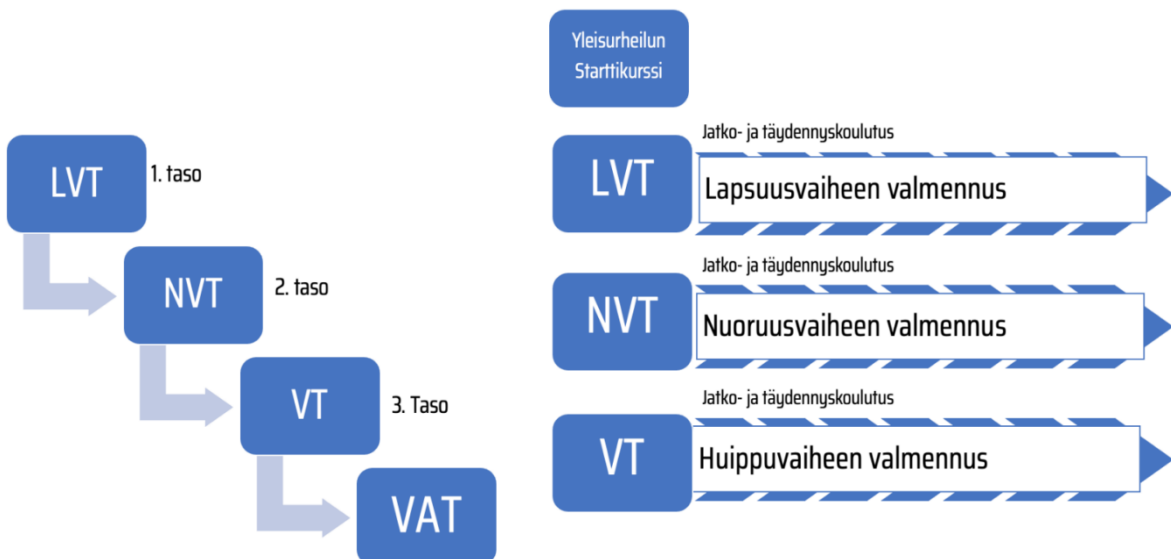 LVT
1. taso
NVT
2. taso
VT
3. Taso
VAT
Yleisurheilun
Starttikurssi
Jatko- ja täydennyskoulutus
LVT
Lapsuusvaiheen valmennus
Jatko- ja täydennyskoulutus
NVT
Nuoruusvaiheen valmennus
Jatko- ja täydennyskoulutus
VT
Huippuvaiheen valmennus